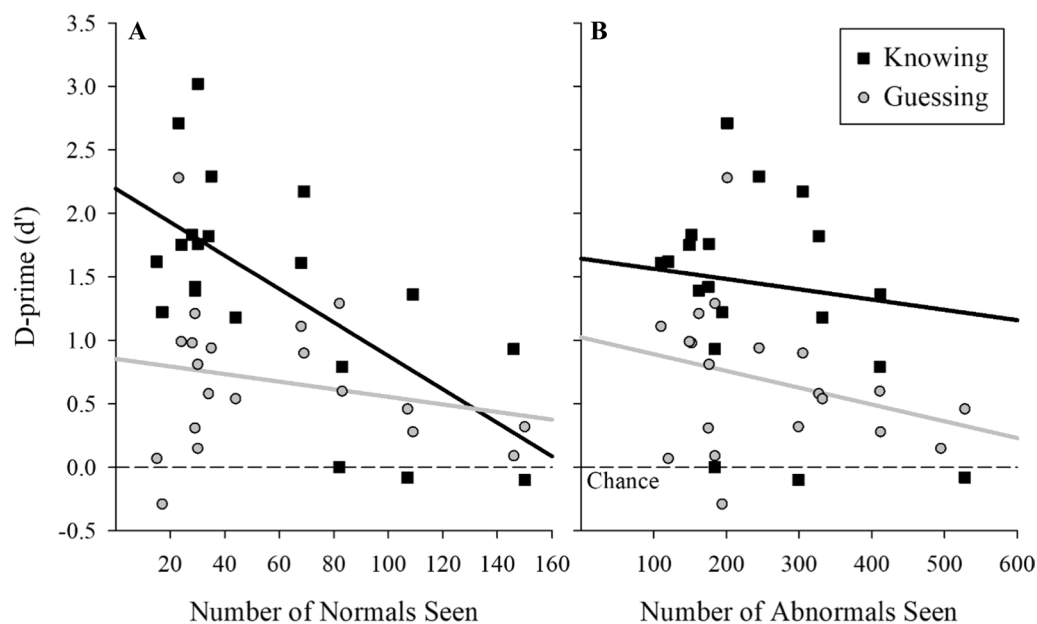 A
B
Knowing
Guessing
D-prime (d')
3.5
3.0
2.5
2.0
1.5
1.0
0.5
0.0
-0.5
Chance
20 40 60 80 100 120 140 160
100 200 300 400 500 600
Number of Normals Seen
Number of Abnormals Seen